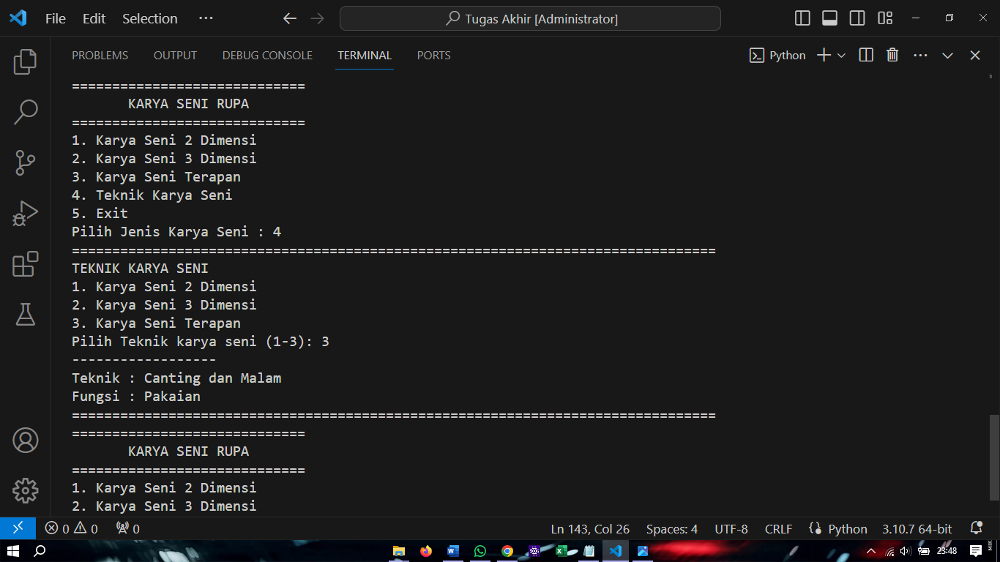 File Edit Selection ··· Tugas Akhir [Administrator]
PROBLEMS OUTPUT DEBUG CONSOLE TERMINAL PORTS Python
=============================
KARYA SENI RUPA
=============================
1. Karya Seni 2 Dimensi
2. Karya Seni 3 Dimensi
3. Karya Seni Terapan
4. Teknik Karya Seni
5. Exit
Pilih Jenis Karya Seni : 4
================================================================================
TEKNIK KARYA SENI
1. Karya Seni 2 Dimensi
2. Karya Seni 3 Dimensi
3. Karya Seni Terapan
Pilih Teknik karya seni (1-3): 3
------------------
Teknik : Canting dan Malam
Fungsi : Pakaian
================================================================================
=============================
KARYA SENI RUPA
=============================
1. Karya Seni 2 Dimensi
2. Karya Seni 3 Dimensi
0 0 0 Ln 143, Col 26 Spaces: 4 UTF-8 CRLF Python 3.10.7 64-bit
23:48 MIK